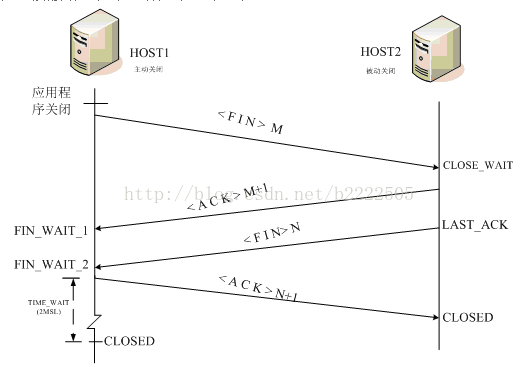 HOST1
主动关闭
HOST2
被动关闭
应用程
序关闭
<FIN> M
CLOSE_WAIT
http://blog.csdn.net/b2222505
<ACK> M+1
FIN_WAIT_1
<FIN> N
LAST_ACK
FIN_WAIT_2
<ACK> N+1
TIME_WAIT
(2MSL)
CLOSED
CLOSED